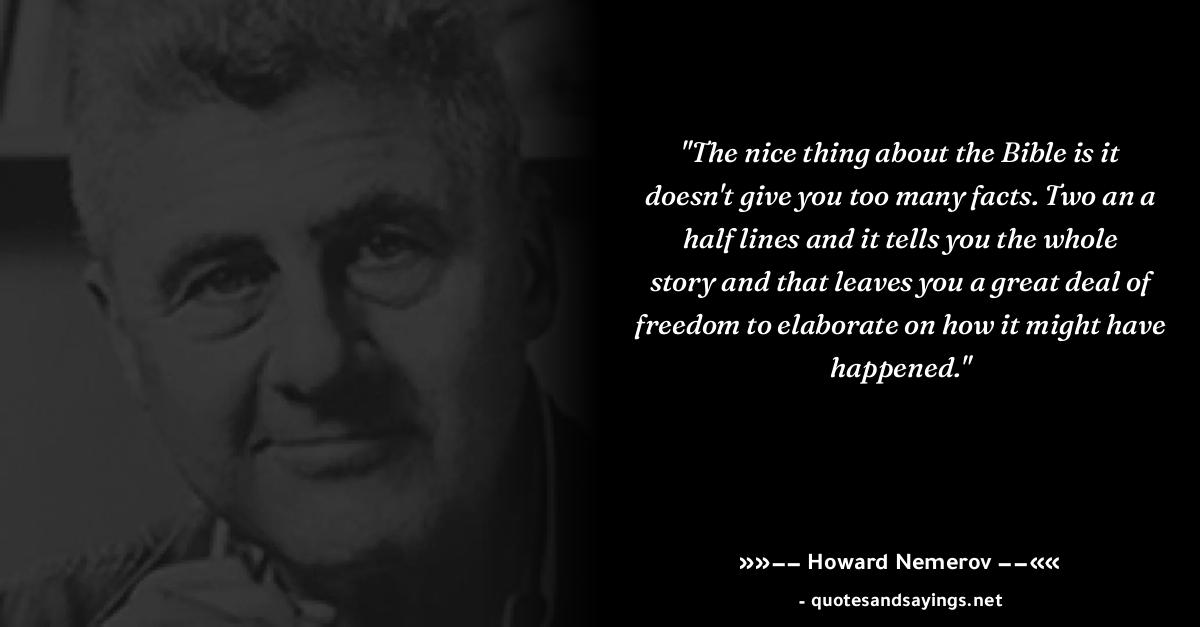 "The nice thing about the Bible is it
doesn't give you too many facts. Two an a
half lines and it tells you the whole
story and that leaves you a great deal of
freedom to elaborate on how it might have
happened."
»»−− Howard Nemerov −−««
- quotesandsayings.net